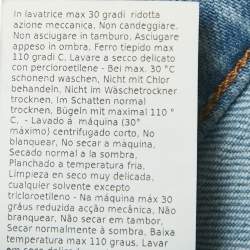 In lavatrice max 30 gradi ridotta
azione meccanica. Non candeggiare.
Non asciugare in tamburo. Asciugare
appeso in ombra. Ferro tiepido max
110 gradi C. Lavare a secco delicato
con percloroetilene - Bei max. 30 °C
schonend waschen, Nicht mit Chlor
behandeln, Nicht im Wäschetrockner
trocknen, Im Schatten normal
trocknen, Bügeln mit maximal 110 °
C. - Lavado à máquina (30°
máximo) centrifugado corto, No
blanquear, No secar a máquina,
Secado normal a la sombra,
Planchado a temperatura fria,
Limpieza en seco muy delicada,
cualquier solvente excepto
tricloroetileno - Na máquina máx 30
gráus reduzida acção mecânica, Não
branquear. Não secar em tambor,
Secar normalmente à sombra, Baixa
temperatura max 110 graus. Lavar
em seco